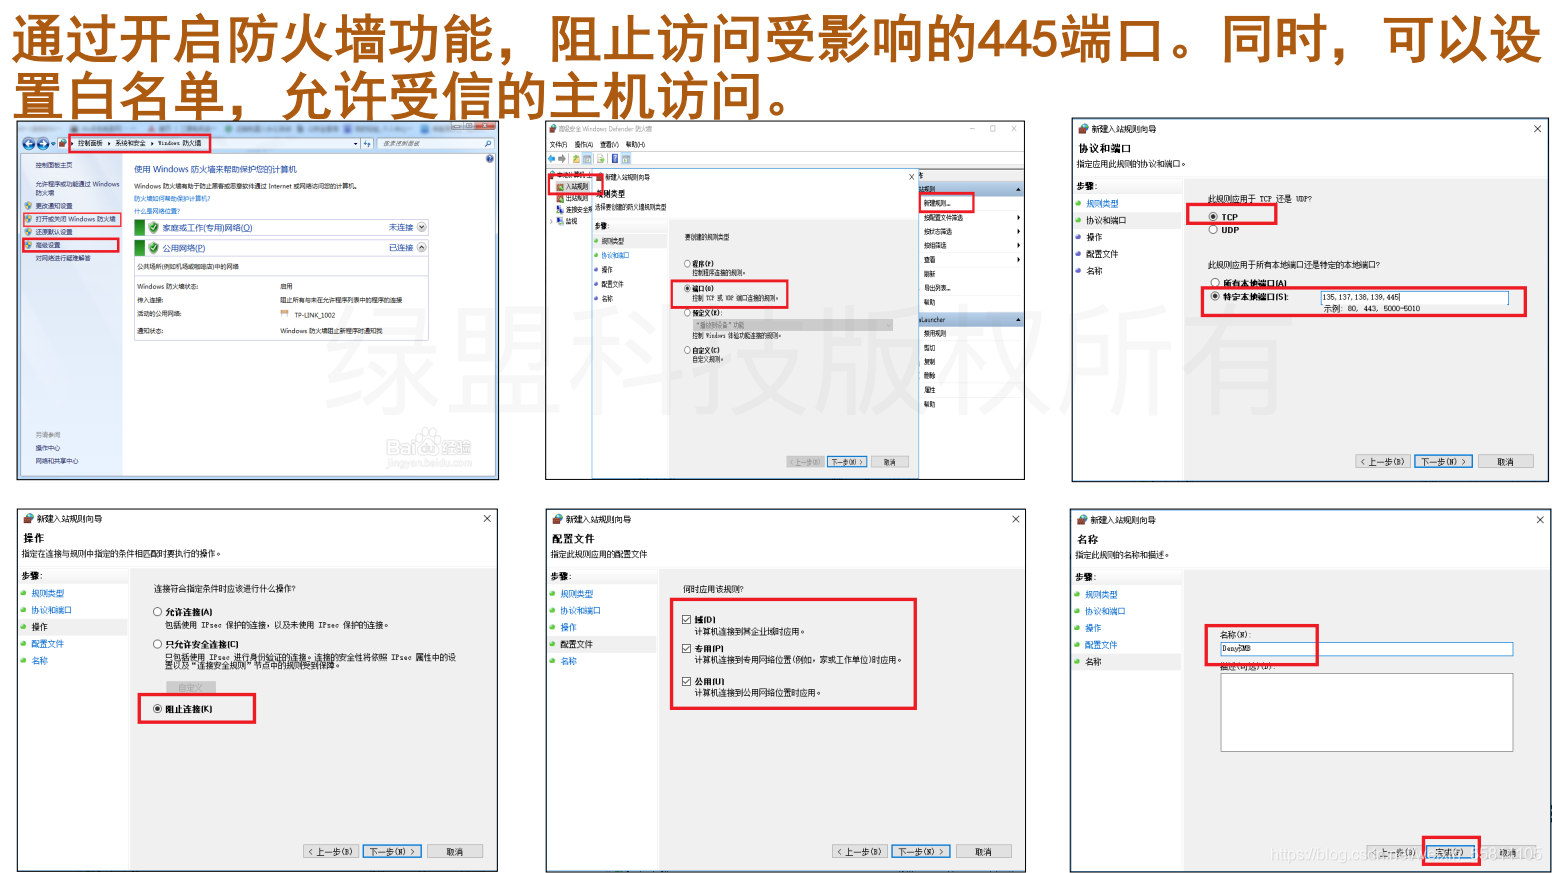 通过开启防火墙功能，阻止访问受影响的445端口。同时，可以设
置白名单，允许受信的主机访问。
控制面板 ▸ 系统和安全 ▸ Windows 防火墙
搜索控制面板
控制面板主页
允许程序或功能通过 Windows
防火墙
更改通知设置
打开或关闭 Windows 防火墙
还原默认设置
高级设置
对网络进行疑难解答
另请参阅
操作中心
网络和共享中心
使用 Windows 防火墙来帮助保护您的计算机
Windows 防火墙有助于防止黑客或恶意软件通过 Internet 或网络访问您的计算机。
防火墙如何帮助保护计算机?
什么是网络位置?
家庭或工作(专用)网络(O) 未连接
公用网络(P) 已连接
公共场所(例如机场或咖啡店)中的网络
Windows 防火墙状态: 启用
传入连接: 阻止所有与未在允许程序列表中的程序的连接
活动的公用网络: TP-LINK_1002
通知状态: Windows 防火墙阻止新程序时通知我
Baidu经验
jingyan.baidu.com
高级安全 Windows Defender 防火墙
文件(F) 操作(A) 查看(V) 帮助(H)
入站规则
出站规则
连接安全规
监视
新建入站规则向导
规则类型
选择要创建的防火墙规则类型
步骤:
规则类型
协议和端口
操作
配置文件
名称
要创建的规则类型
程序(P)
控制程序连接的规则。
端口(O)
控制 TCP 或 UDP 端口连接的规则。
预定义(E):
“播放到设备”功能
控制 Windows 体验功能连接的规则。
自定义(C)
自定义规则。
< 上一步(B) 下一步(N) > 取消
站规则
新建规则...
按配置文件筛选
按状态筛选
按组筛选
查看
刷新
导出列表...
帮助
aLauncher
禁用规则
剪切
复制
删除
属性
帮助
新建入站规则向导
协议和端口
指定应用此规则的协议和端口。
步骤:
规则类型
协议和端口
操作
配置文件
名称
此规则应用于 TCP 还是 UDP?
TCP
UDP
此规则应用于所有本地端口还是特定的本地端口?
所有本地端口(A)
特定本地端口(S): 135,137,138,139,445
示例: 80, 443, 5000-5010
< 上一步(B) 下一步(N) > 取消
绿盟科技版权所有
新建入站规则向导
操作
指定在连接与规则中指定的条件相匹配时要执行的操作。
步骤:
规则类型
协议和端口
操作
配置文件
名称
连接符合指定条件时应该进行什么操作?
允许连接(A)
包括使用 IPsec 保护的连接，以及未使用 IPsec 保护的连接。
只允许安全连接(C)
只包括使用 IPsec 进行身份验证的连接。连接的安全性将依照 IPsec 属性中的设
置以及“连接安全规则”节点中的规则受到保障。
自定义
阻止连接(K)
< 上一步(B) 下一步(N) > 取消
新建入站规则向导
配置文件
指定此规则应用的配置文件
步骤:
规则类型
协议和端口
操作
配置文件
名称
何时应用该规则?
域(D)
计算机连接到其企业域时应用。
专用(P)
计算机连接到专用网络位置(例如，家或工作单位)时应用。
公用(U)
计算机连接到公用网络位置时应用。
< 上一步(B) 下一步(N) > 取消
新建入站规则向导
名称
指定此规则的名称和描述。
步骤:
规则类型
协议和端口
操作
配置文件
名称
名称(N):
描述(可选)(D):
上一步(B) 完成(F) 取消